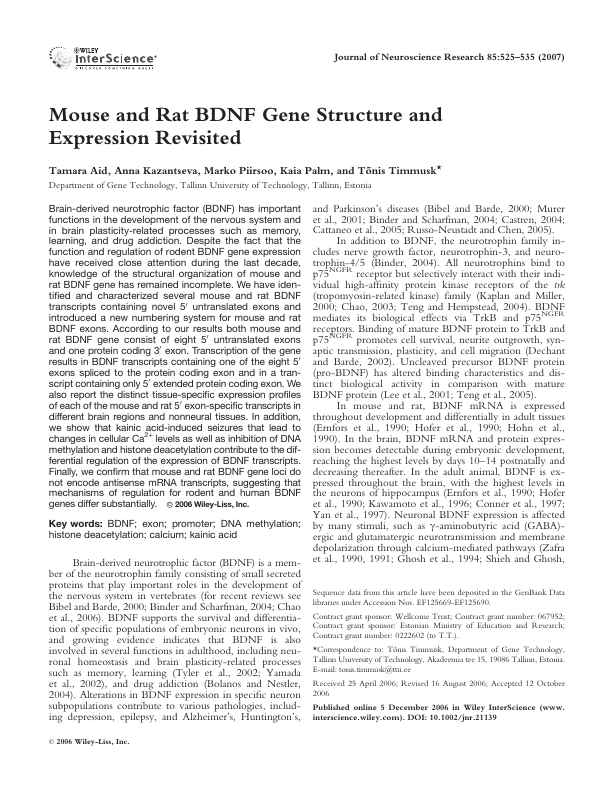 WILEY
InterScience®
DISCOVER SOMETHING GREAT
Journal of Neuroscience Research 85:525–535 (2007)
Mouse and Rat BDNF Gene Structure and
Expression Revisited
Tamara Aid, Anna Kazantseva, Marko Piirsoo, Kaia Palm, and Tõnis Timmusk*
Department of Gene Technology, Tallinn University of Technology, Tallinn, Estonia
Brain-derived neurotrophic factor (BDNF) has important
functions in the development of the nervous system and
in brain plasticity-related processes such as memory,
learning, and drug addiction. Despite the fact that the
function and regulation of rodent BDNF gene expression
have received close attention during the last decade,
knowledge of the structural organization of mouse and
rat BDNF gene has remained incomplete. We have iden-
tified and characterized several mouse and rat BDNF
transcripts containing novel 5′ untranslated exons and
introduced a new numbering system for mouse and rat
BDNF exons. According to our results both mouse and
rat BDNF gene consist of eight 5′ untranslated exons
and one protein coding 3′ exon. Transcription of the gene
results in BDNF transcripts containing one of the eight 5′
exons spliced to the protein coding exon and in a tran-
script containing only 5′ extended protein coding exon. We
also report the distinct tissue-specific expression profiles
of each of the mouse and rat 5′ exon-specific transcripts in
different brain regions and nonneural tissues. In addition,
we show that kainic acid-induced seizures that lead to
changes in cellular Ca2+ levels as well as inhibition of DNA
methylation and histone deacetylation contribute to the dif-
ferential regulation of the expression of BDNF transcripts.
Finally, we confirm that mouse and rat BDNF gene loci do
not encode antisense mRNA transcripts, suggesting that
mechanisms of regulation for rodent and human BDNF
genes differ substantially. © 2006 Wiley-Liss, Inc.
Key words: BDNF; exon; promoter; DNA methylation;
histone deacetylation; calcium; kainic acid
Brain-derived neurotrophic factor (BDNF) is a mem-
ber of the neurotrophin family consisting of small secreted
proteins that play important roles in the development of
the nervous system in vertebrates (for recent reviews see
Bibel and Barde, 2000; Binder and Scharfman, 2004; Chao
et al., 2006). BDNF supports the survival and differentia-
tion of specific populations of embryonic neurons in vivo,
and growing evidence indicates that BDNF is also
involved in several functions in adulthood, including neu-
ronal homeostasis and brain plasticity-related processes
such as memory, learning (Tyler et al., 2002; Yamada
et al., 2002), and drug addiction (Bolanos and Nestler,
2004). Alterations in BDNF expression in specific neuron
subpopulations contribute to various pathologies, includ-
ing depression, epilepsy, and Alzheimer's, Huntington's,
and Parkinson's diseases (Bibel and Barde, 2000; Murer
et al., 2001; Binder and Scharfman, 2004; Castren, 2004;
Cattaneo et al., 2005; Russo-Neustadt and Chen, 2005).
In addition to BDNF, the neurotrophin family in-
cludes nerve growth factor, neurotrophin-3, and neuro-
trophin-4/5 (Binder, 2004). All neurotrophins bind to
p75NGFR receptor but selectively interact with their indi-
vidual high-affinity protein kinase receptors of the trk
(tropomyosin-related kinase) family (Kaplan and Miller,
2000; Chao, 2003; Teng and Hempstead, 2004). BDNF
mediates its biological effects via TrkB and p75NGFR
receptors. Binding of mature BDNF protein to TrkB and
p75NGFR promotes cell survival, neurite outgrowth, syn-
aptic transmission, plasticity, and cell migration (Dechant
and Barde, 2002). Uncleaved precursor BDNF protein
(pro-BDNF) has altered binding characteristics and dis-
tinct biological activity in comparison with mature
BDNF protein (Lee et al., 2001; Teng et al., 2005).
In mouse and rat, BDNF mRNA is expressed
throughout development and differentially in adult tissues
(Ernfors et al., 1990; Hofer et al., 1990; Hohn et al.,
1990). In the brain, BDNF mRNA and protein expres-
sion becomes detectable during embryonic development,
reaching the highest levels by days 10–14 postnatally and
decreasing thereafter. In the adult animal, BDNF is ex-
pressed throughout the brain, with the highest levels in
the neurons of hippocampus (Ernfors et al., 1990; Hofer
et al., 1990; Kawamoto et al., 1996; Conner et al., 1997;
Yan et al., 1997). Neuronal BDNF expression is affected
by many stimuli, such as γ-aminobutyric acid (GABA)-
ergic and glutamatergic neurotransmission and membrane
depolarization through calcium-mediated pathways (Zafra
et al., 1990, 1991; Ghosh et al., 1994; Shieh and Ghosh,
Sequence data from this article have been deposited in the GenBank Data
libraries under Accession Nos. EF125669-EF125690.
Contract grant sponsor: Wellcome Trust; Contract grant number: 067952;
Contract grant sponsor: Estonian Ministry of Education and Research;
Contract grant number: 0222602 (to T.T.).
*Correspondence to: Tõnis Timmusk, Department of Gene Technology,
Tallinn University of Technology, Akadeemia tee 15, 19086 Tallinn, Estonia.
E-mail: tonis.timmusk@ttu.ee
Received 25 April 2006; Revised 16 August 2006; Accepted 12 October
2006
Published online 5 December 2006 in Wiley InterScience (www.
interscience.wiley.com). DOI: 10.1002/jnr.21139
© 2006 Wiley-Liss, Inc.